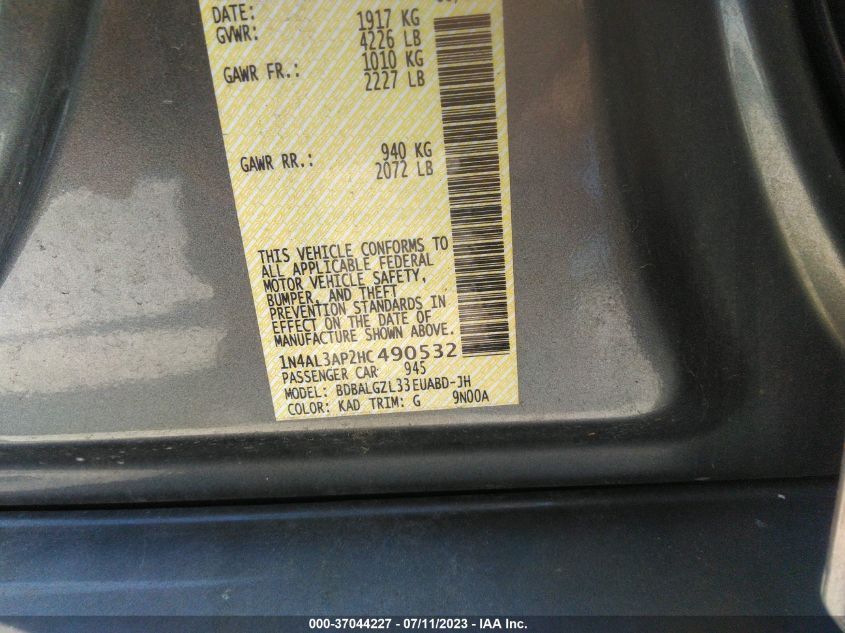 DATE:
GVWR: 1917 KG
4226 LB
GAWR FR.: 1010 KG
2227 LB
GAWR RR.: 940 KG
2072 LB
THIS VEHICLE CONFORMS TO
ALL APPLICABLE FEDERAL
MOTOR VEHICLE SAFETY,
BUMPER, AND THEFT
PREVENTION STANDARDS IN
EFFECT ON THE DATE OF
MANUFACTURE SHOWN ABOVE.
1N4AL3AP2HC490532
PASSENGER CAR 945
MODEL: BDBALGZL33EUABD-JH
COLOR: KAD TRIM: G 9N00A
000-37044227 - 07/11/2023 - IAA Inc.